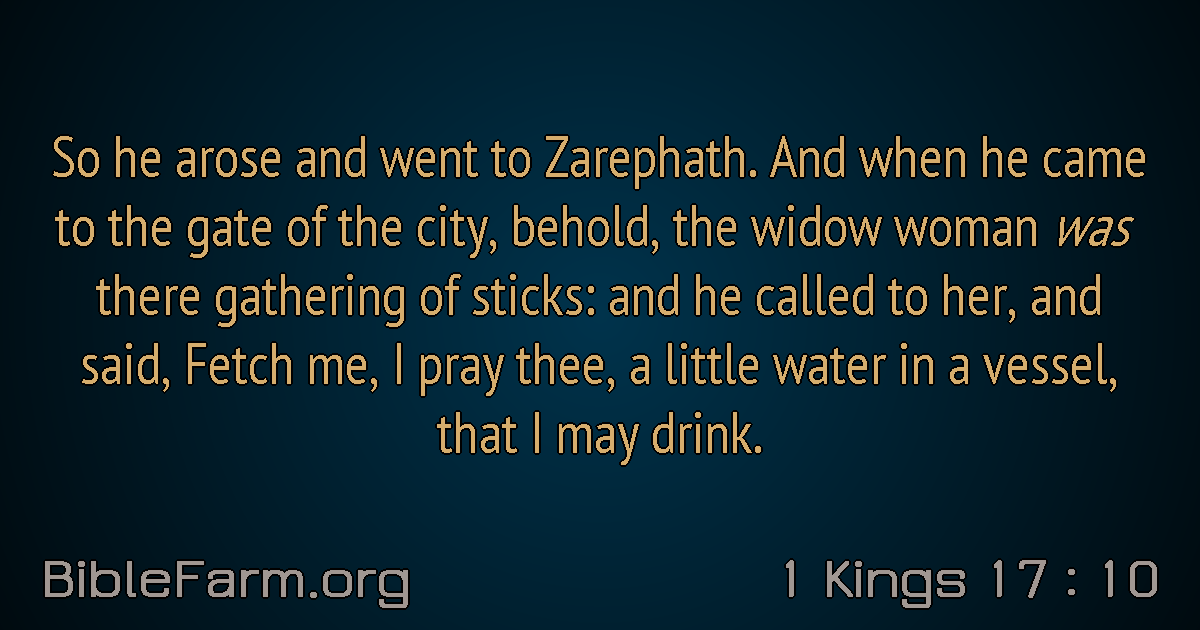 So he arose and went to Zarephath. And when he came
to the gate of the city, behold, the widow woman was
there gathering of sticks: and he called to her, and
said, Fetch me, I pray thee, a little water in a vessel,
that I may drink.
BibleFarm.org
1 Kings 17 : 10